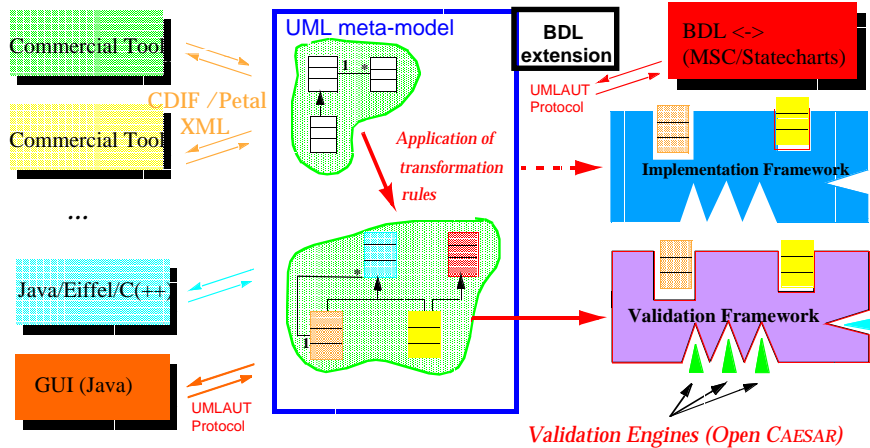 Commercial Tool
CDIF /Petal
XML
Commercial Tool
...
Java/Eiffel/C(++)
GUI (Java)
UMLAUT
Protocol
UML meta-model
1
*
Application of
transformation
rules
*
1
BDL
extension
BDL <->
(MSC/Statecharts)
UMLAUT
Protocol
Implementation Framework
Validation Framework
Validation Engines (Open CAESAR)